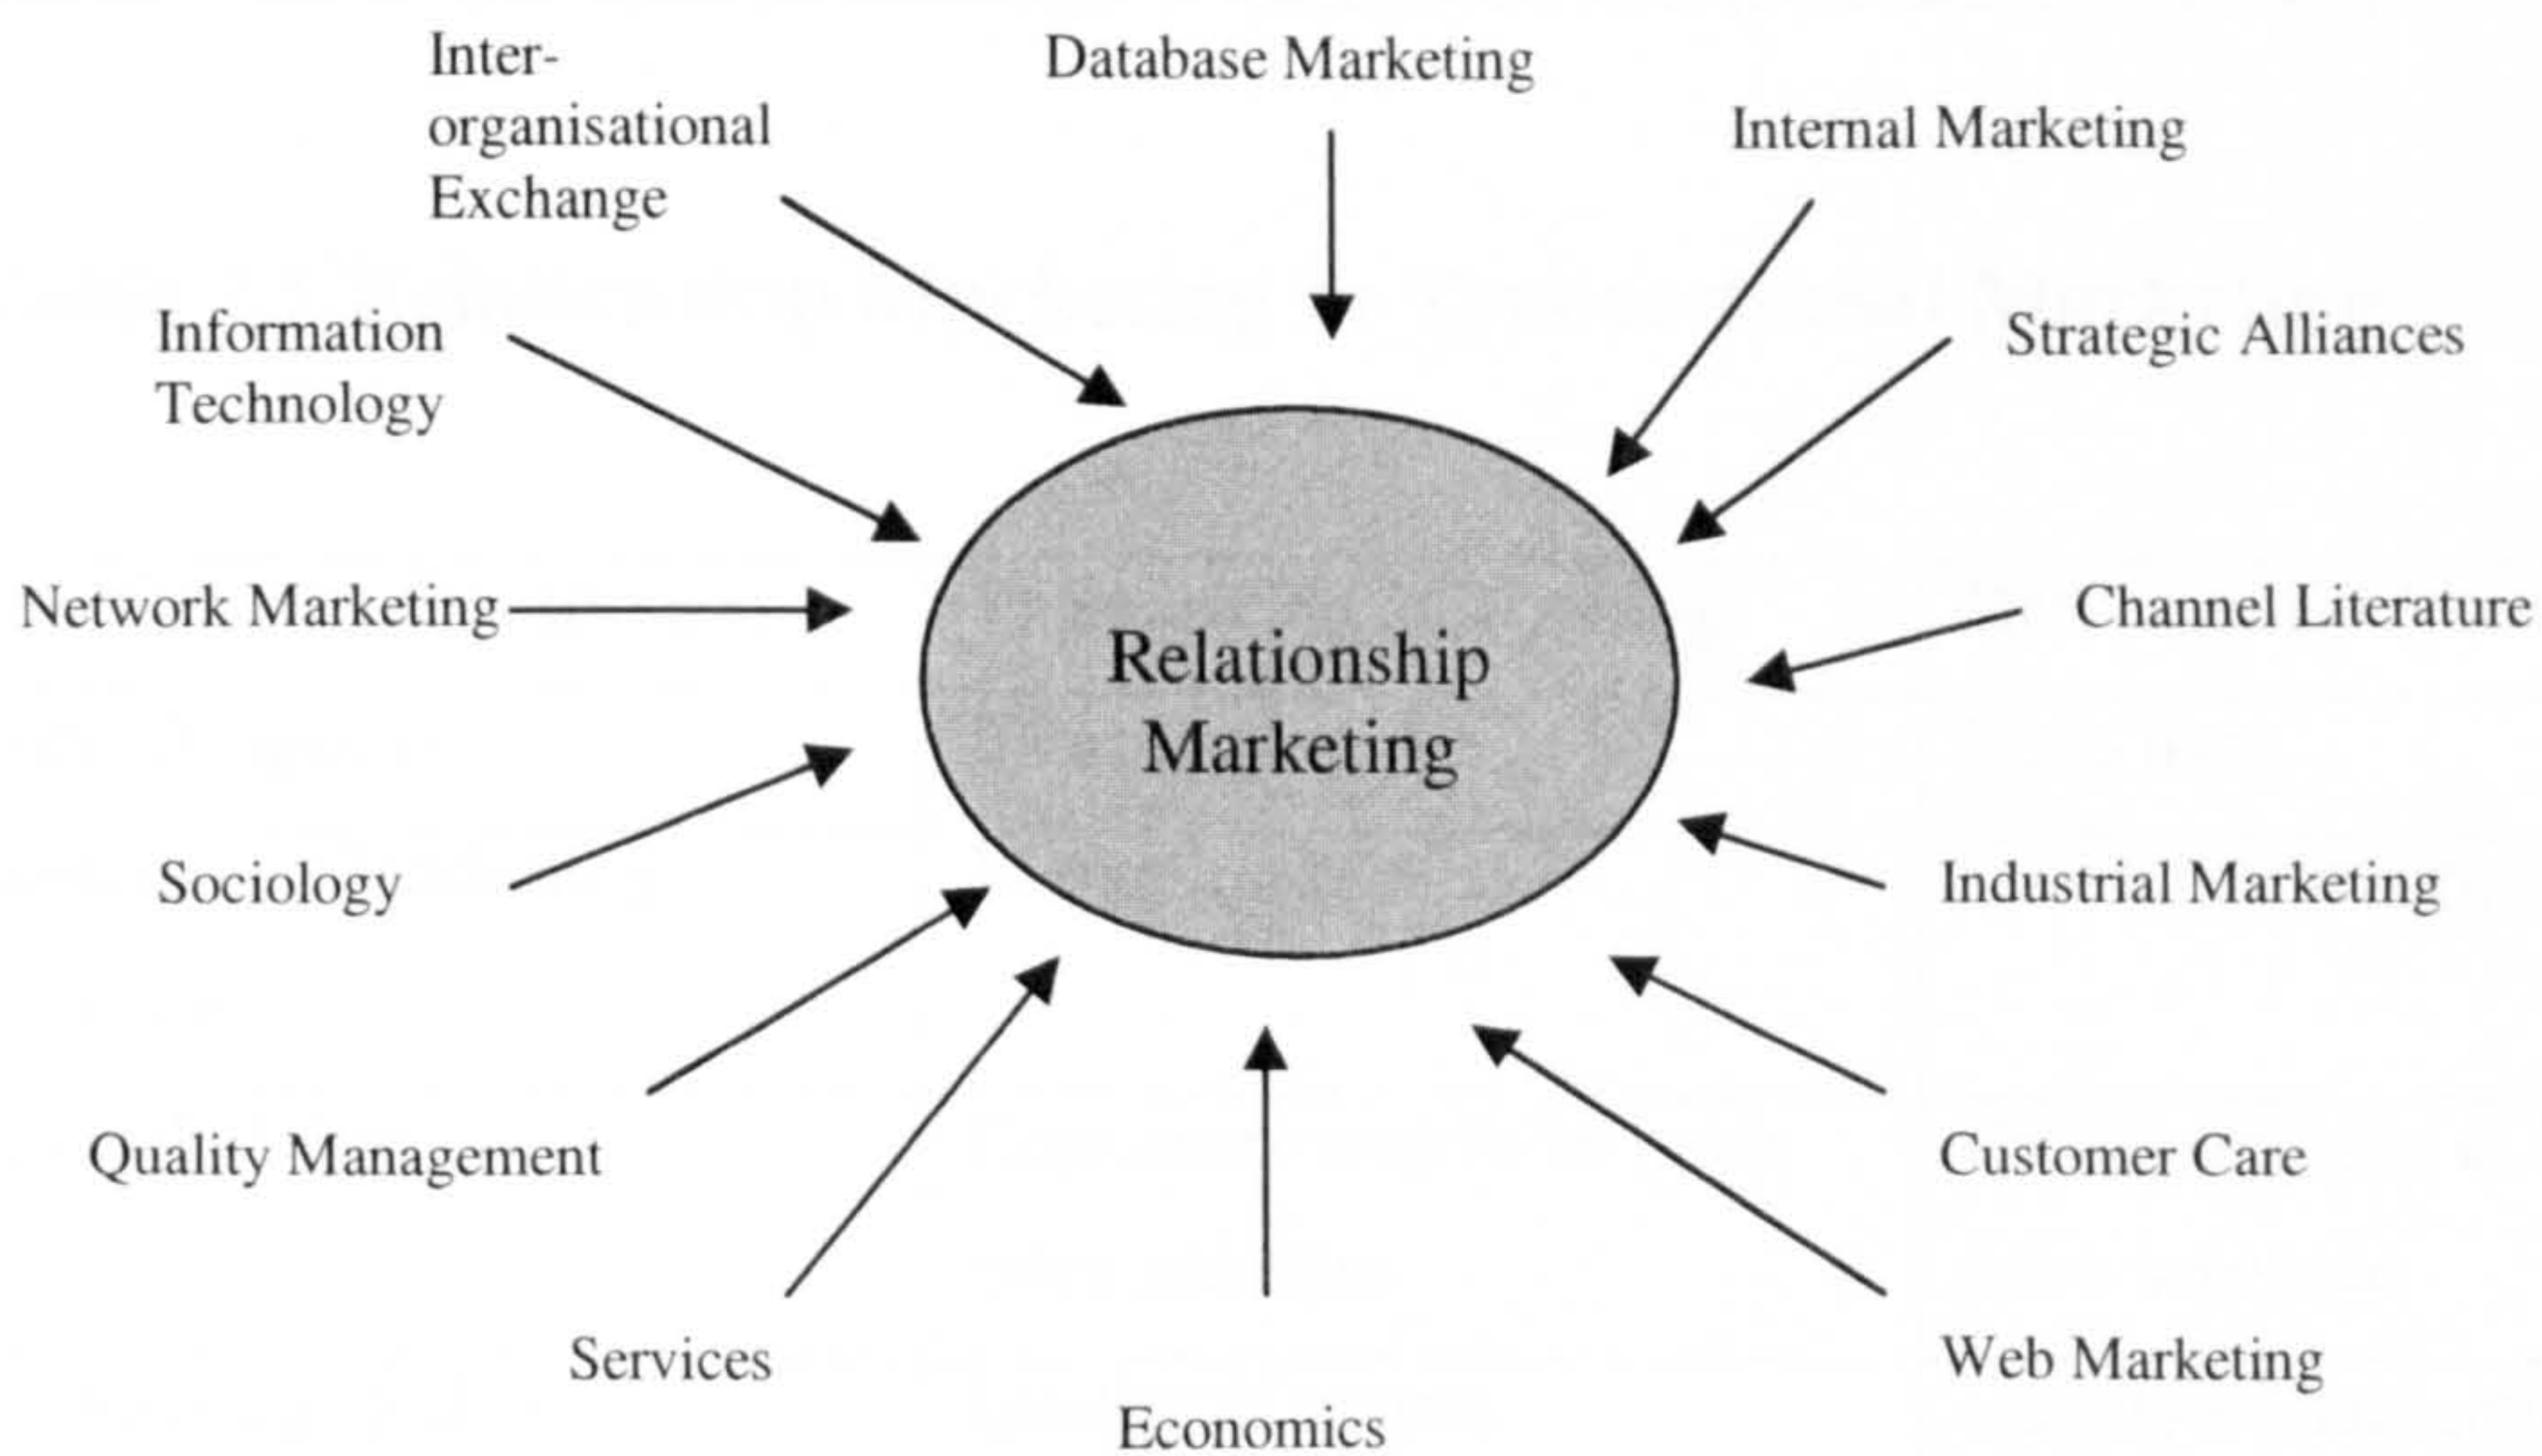 Inter-
organisational
Exchange
Database Marketing
Internal Marketing
Information
Technology
Strategic Alliances
Network Marketing
Channel Literature
Relationship
Marketing
Sociology
Industrial Marketing
Quality Management
Customer Care
Services
Web Marketing
Economics